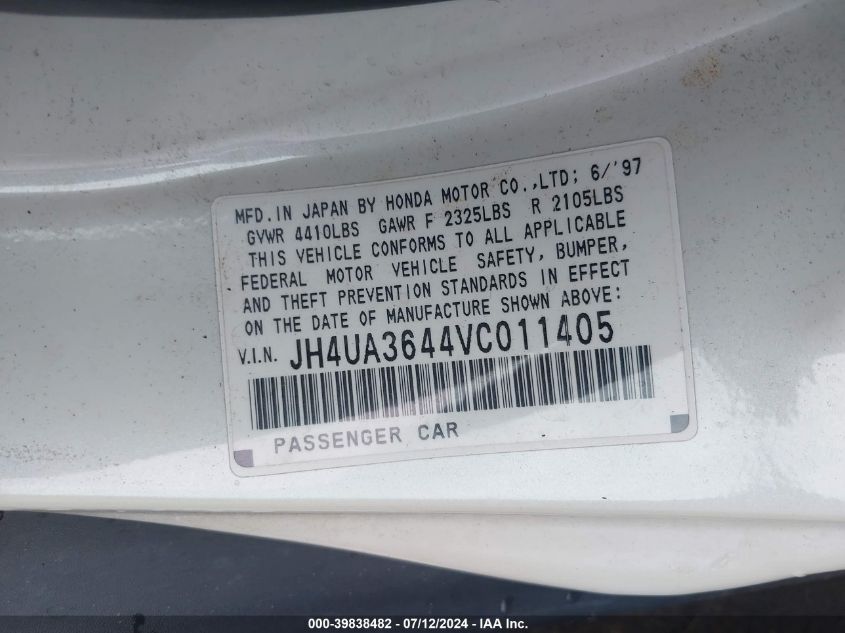 MFD.IN JAPAN BY HONDA MOTOR CO.,LTD; 6/'97
GVWR 4410LBS GAWR F 2325LBS R 2105LBS
THIS VEHICLE CONFORMS TO ALL APPLICABLE
FEDERAL MOTOR VEHICLE SAFETY, BUMPER,
AND THEFT PREVENTION STANDARDS IN EFFECT
ON THE DATE OF MANUFACTURE SHOWN ABOVE:
V.I.N. JH4UA3644VC011405
PASSENGER CAR
000-39838482 - 07/12/2024 - IAA Inc.